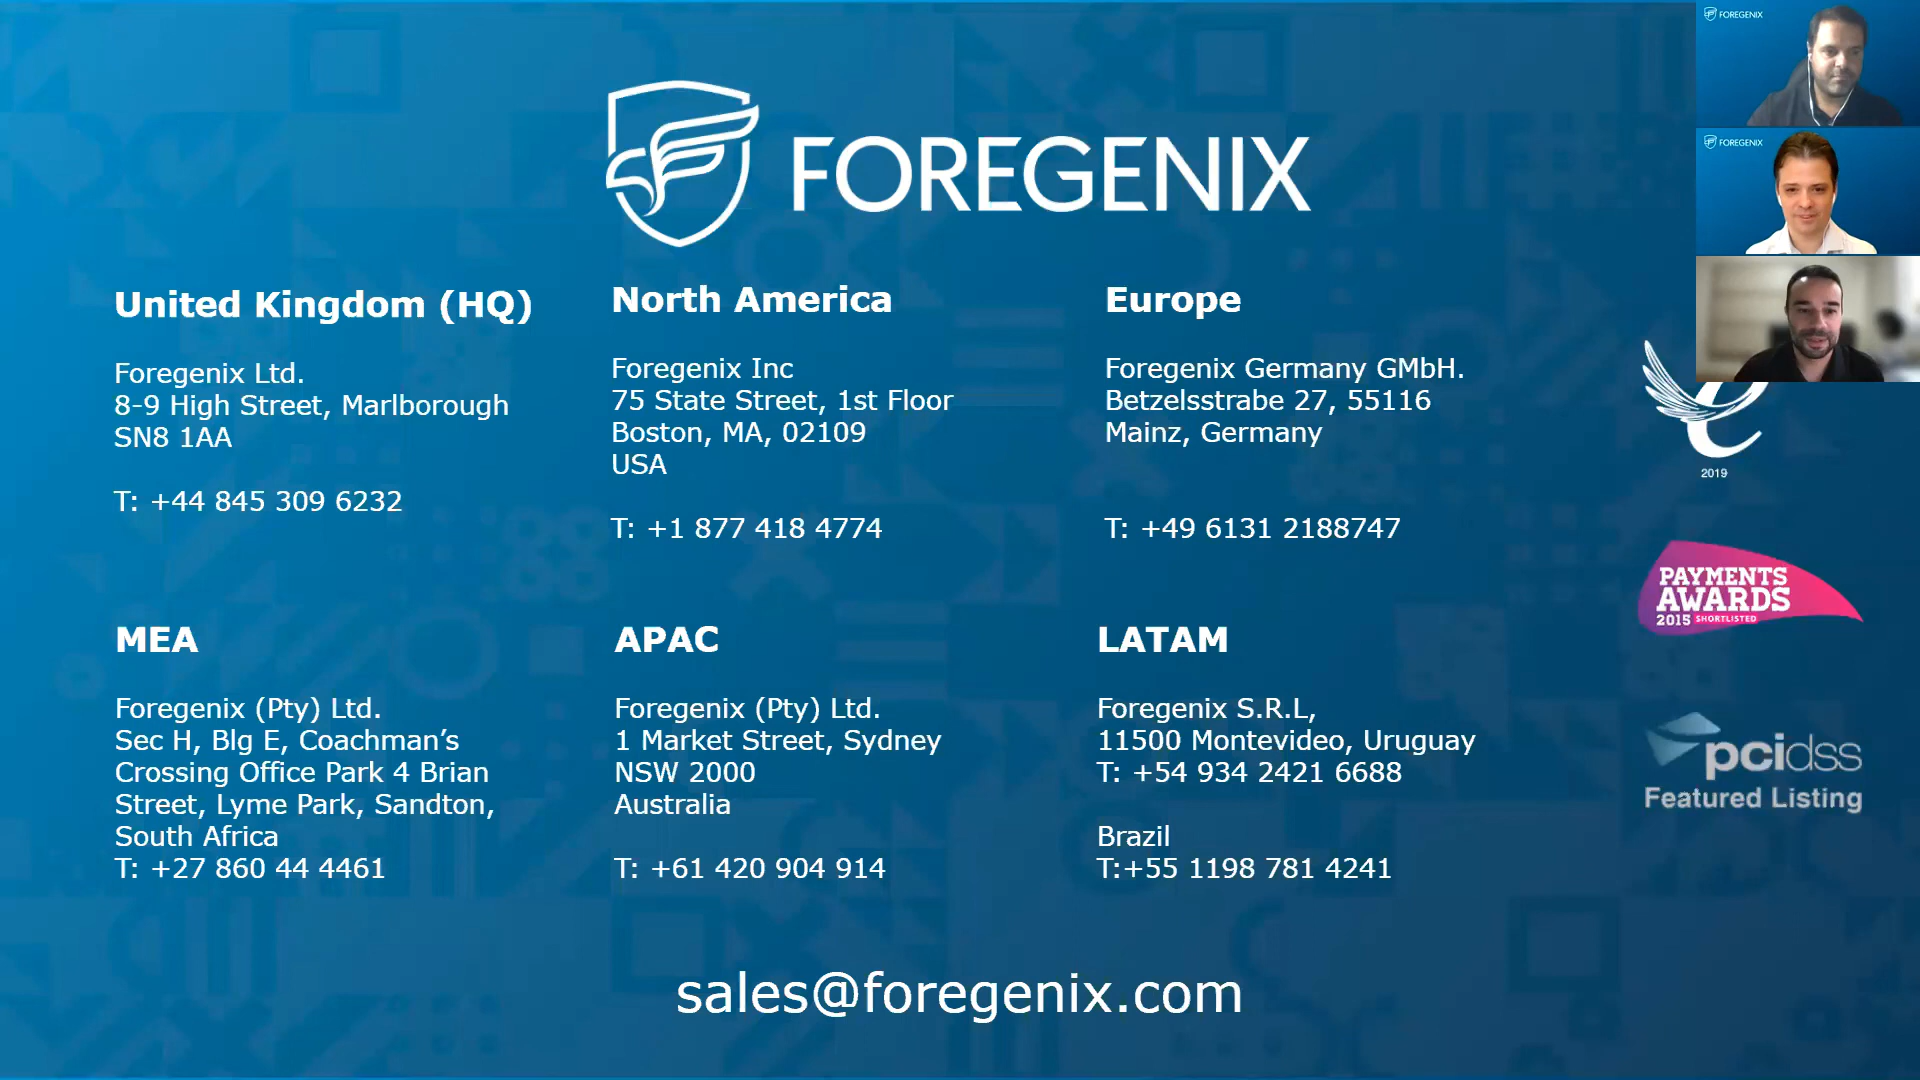 FOREGENIX
United Kingdom (HQ)
Foregenix Ltd.
8-9 High Street, Marlborough
SN8 1AA
T: +44 845 309 6232
North America
Foregenix Inc
75 State Street, 1st Floor
Boston, MA, 02109
USA
T: +1 877 418 4774
Europe
Foregenix Germany GMbH.
Betzelsstrabe 27, 55116
Mainz, Germany
T: +49 6131 2188747
MEA
Foregenix (Pty) Ltd.
Sec H, Blg E, Coachman’s
Crossing Office Park 4 Brian
Street, Lyme Park, Sandton,
South Africa
T: +27 860 44 4461
APAC
Foregenix (Pty) Ltd.
1 Market Street, Sydney
NSW 2000
Australia
T: +61 420 904 914
LATAM
Foregenix S.R.L,
11500 Montevideo, Uruguay
T: +54 934 2421 6688
Brazil
T:+55 1198 781 4241
sales@foregenix.com
FOREGENIX
FOREGENIX
2019
PAYMENTS
AWARDS
2015 SHORTLISTED
pcidss
Featured Listing